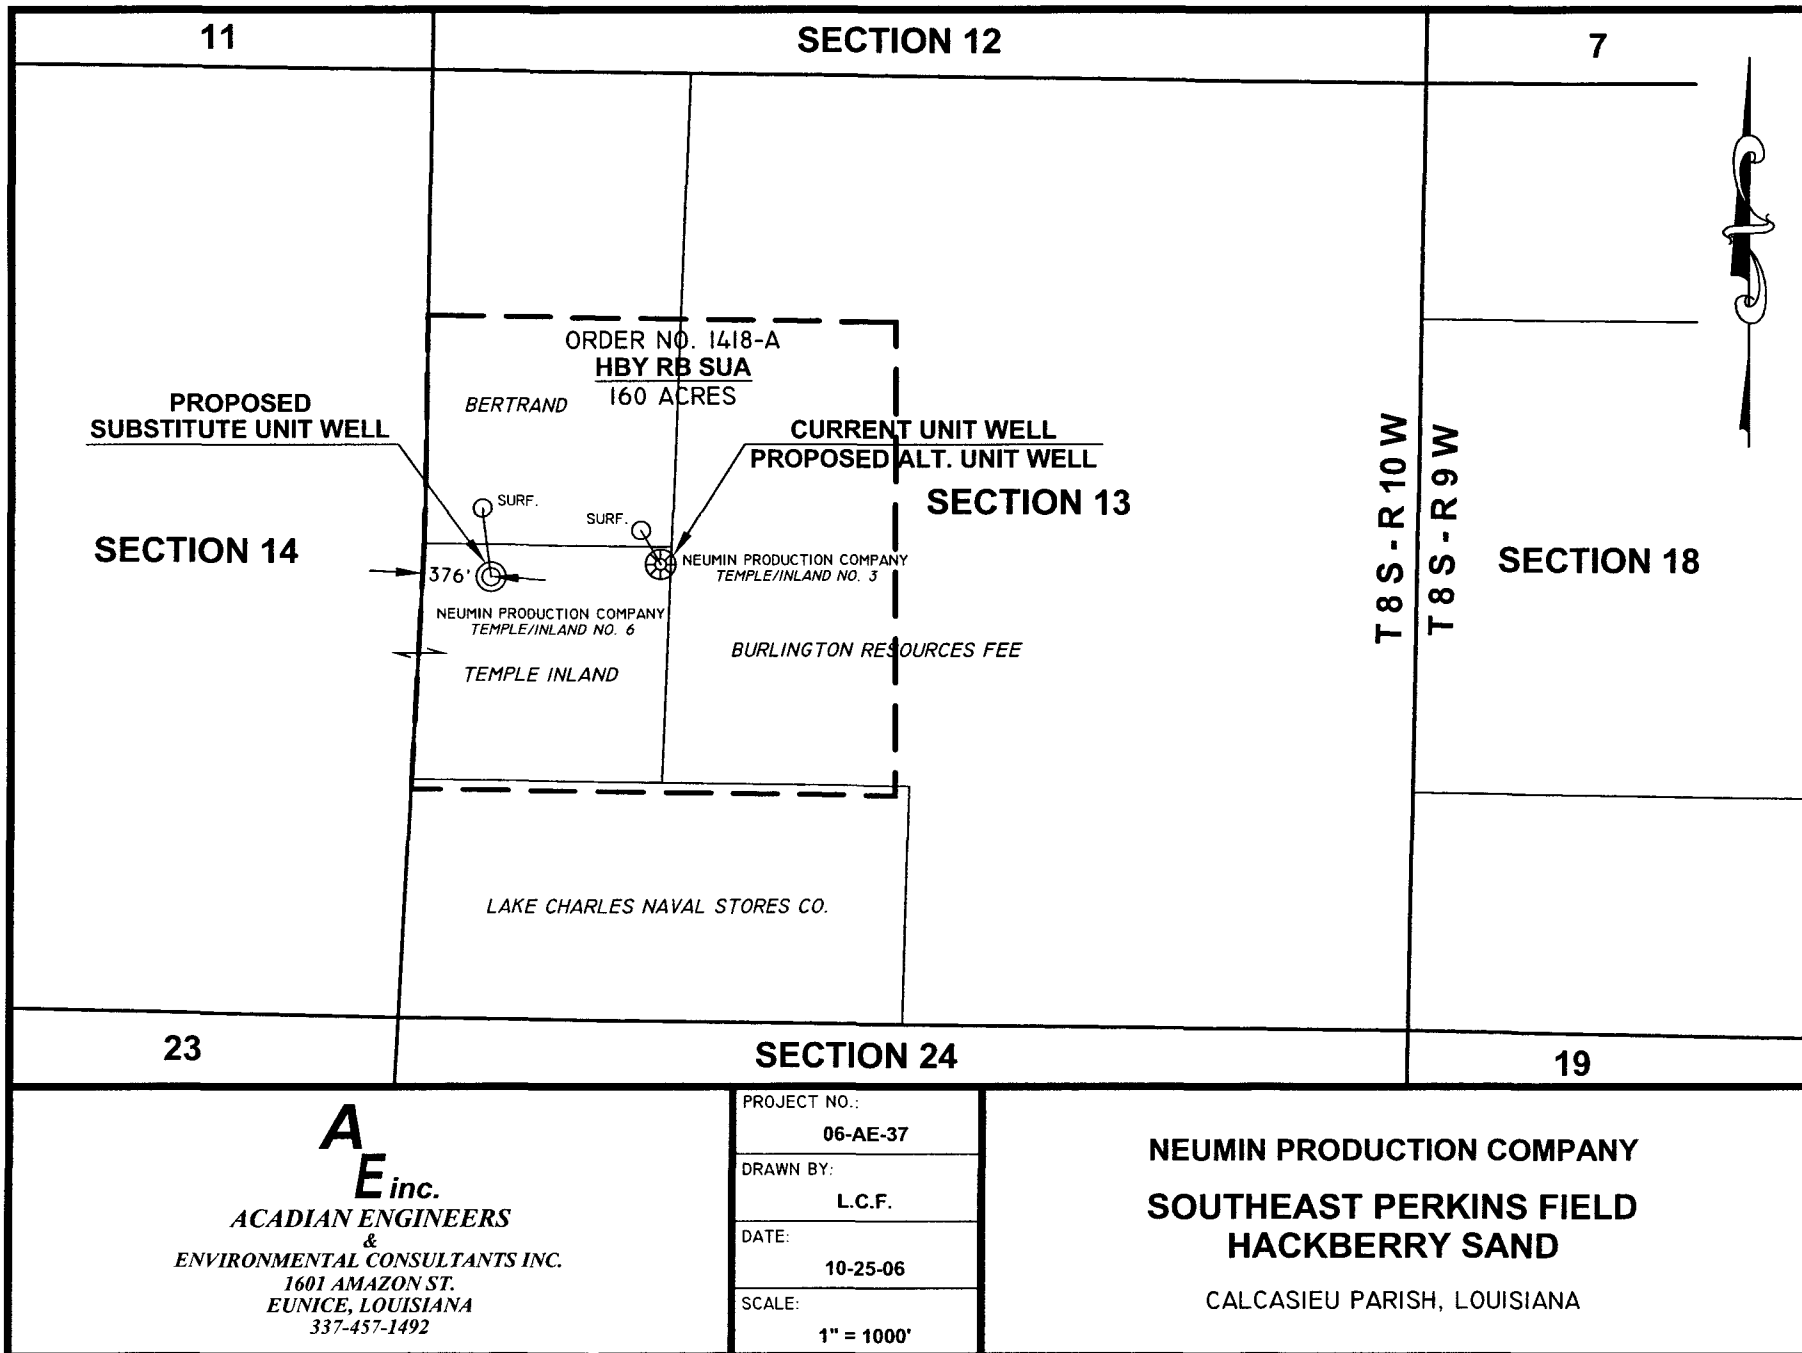 11
SECTION 12
7
ORDER NO. 1418-A
HBY RB SUA
160 ACRES
BERTRAND
PROPOSED
SUBSTITUTE UNIT WELL
CURRENT UNIT WELL
PROPOSED ALT. UNIT WELL
SECTION 13
SURF.
SURF.
SECTION 14
376'
NEUMIN PRODUCTION COMPANY
TEMPLE/INLAND NO. 3
NEUMIN PRODUCTION COMPANY
TEMPLE/INLAND NO. 6
BURLINGTON RESOURCES FEE
TEMPLE INLAND
T8S-R10W
T8S-R9W
SECTION 18
LAKE CHARLES NAVAL STORES CO.
23
SECTION 24
19
A
E inc.
ACADIAN ENGINEERS
&
ENVIRONMENTAL CONSULTANTS INC.
1601 AMAZON ST.
EUNICE, LOUISIANA
337-457-1492
PROJECT NO.:
06-AE-37
DRAWN BY:
L.C.F.
DATE:
10-25-06
SCALE:
1" = 1000'
NEUMIN PRODUCTION COMPANY
SOUTHEAST PERKINS FIELD
HACKBERRY SAND
CALCASIEU PARISH, LOUISIANA